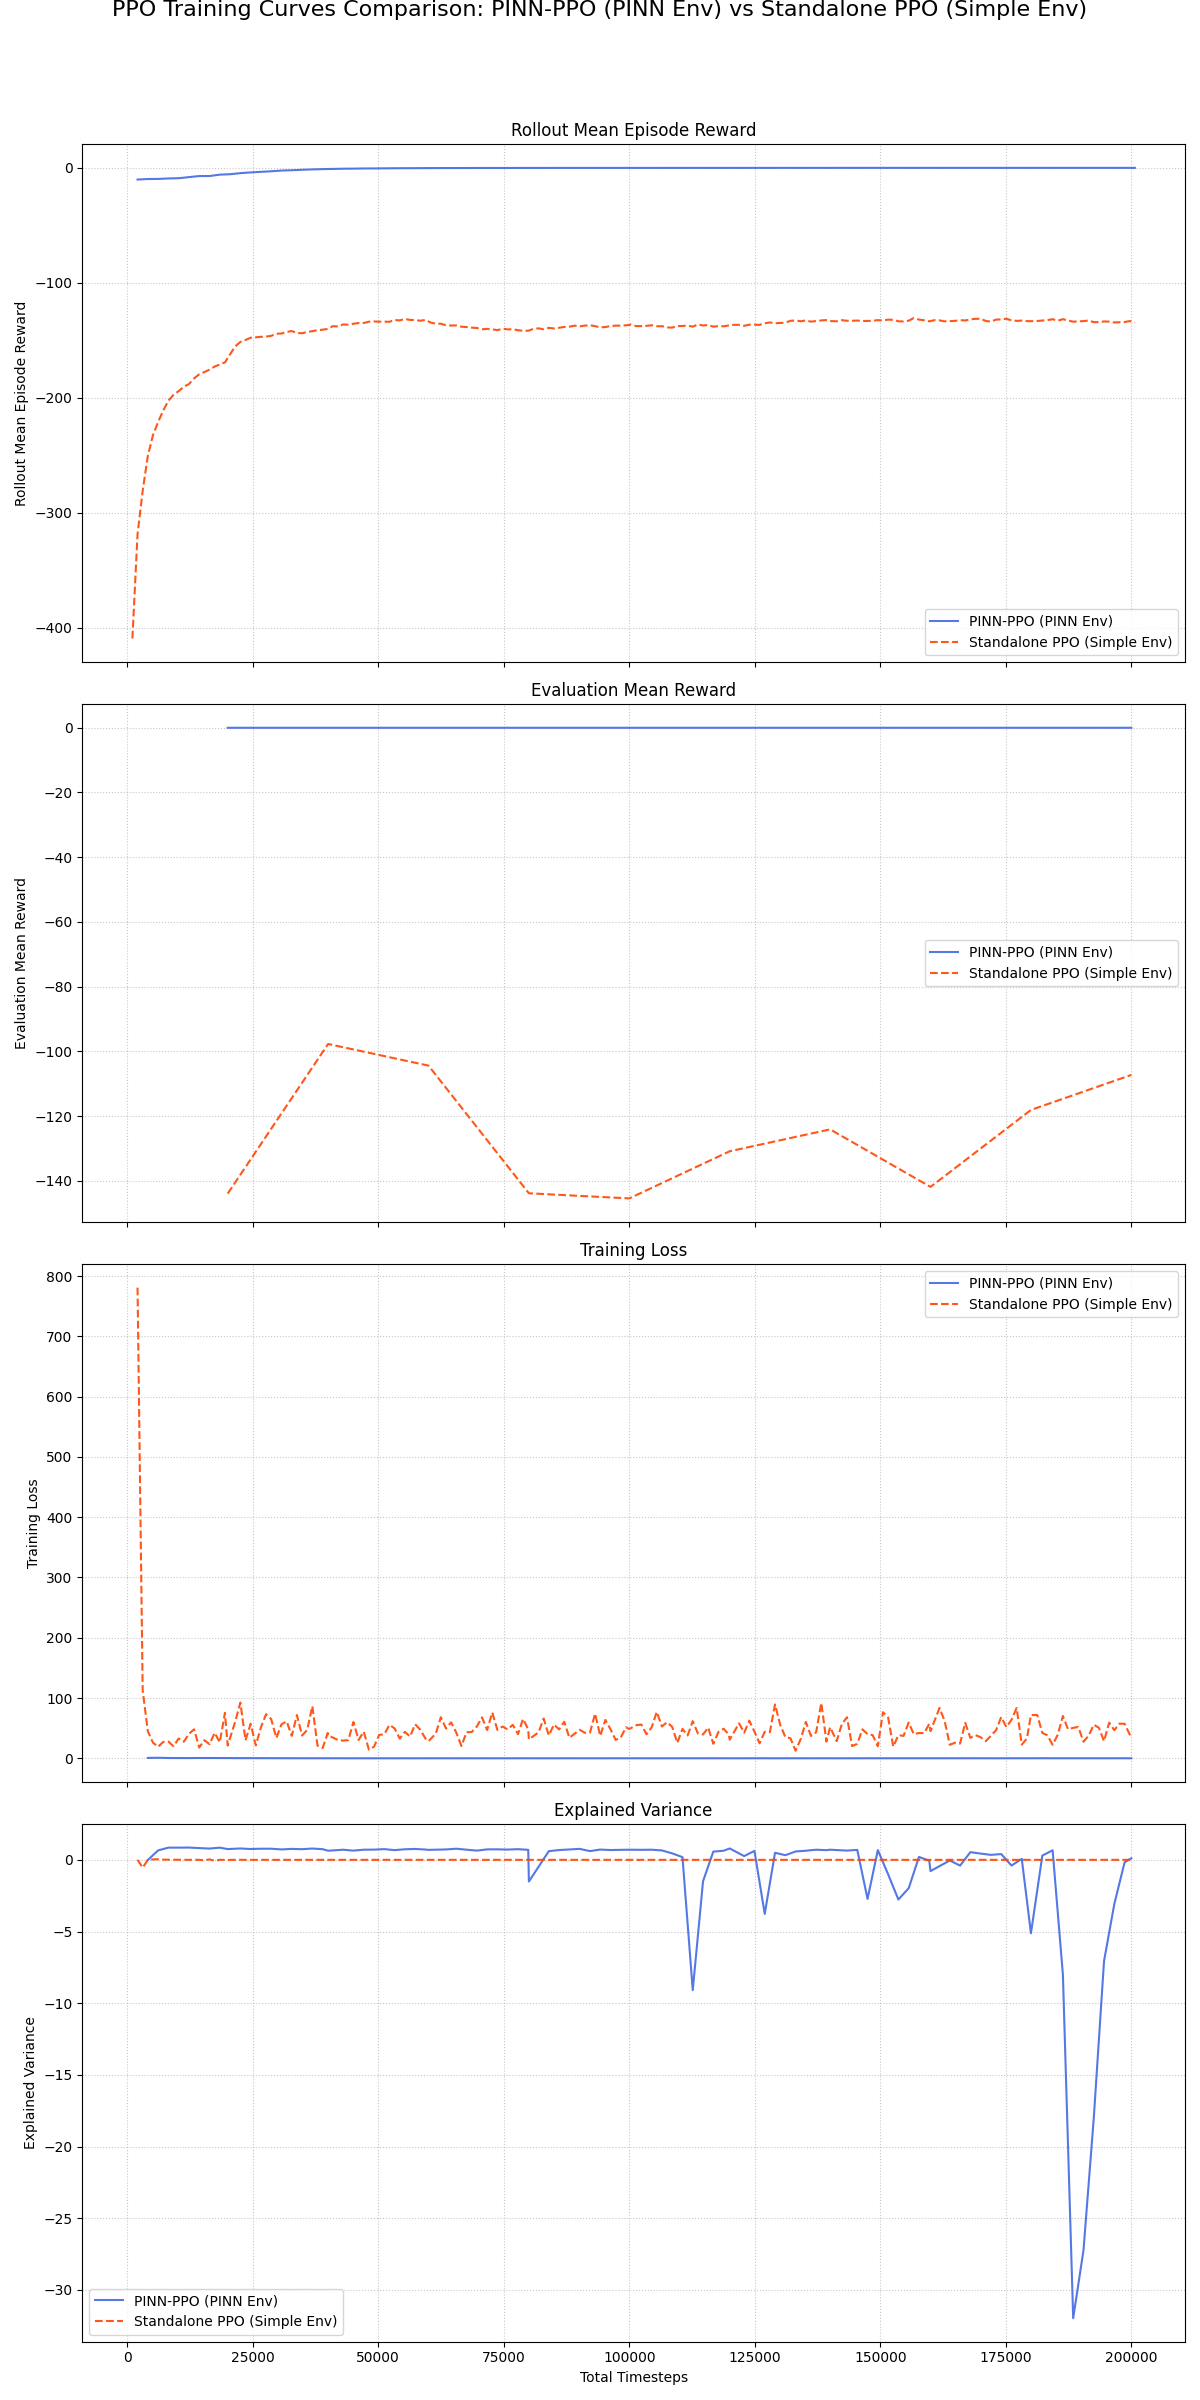 PPO Training Curves Comparison: PINN-PPO (PINN Env) vs Standalone PPO (Simple Env)
Rollout Mean Episode Reward
0
−100
−200
−300
−400
Rollout Mean Episode Reward
PINN-PPO (PINN Env)
Standalone PPO (Simple Env)
Evaluation Mean Reward
0
−20
−40
−60
−80
−100
−120
−140
Evaluation Mean Reward
PINN-PPO (PINN Env)
Standalone PPO (Simple Env)
Training Loss
800
700
600
500
400
300
200
100
0
Training Loss
PINN-PPO (PINN Env)
Standalone PPO (Simple Env)
Explained Variance
0
−5
−10
−15
−20
−25
−30
Explained Variance
PINN-PPO (PINN Env)
Standalone PPO (Simple Env)
0 25000 50000 75000 100000 125000 150000 175000 200000
Total Timesteps